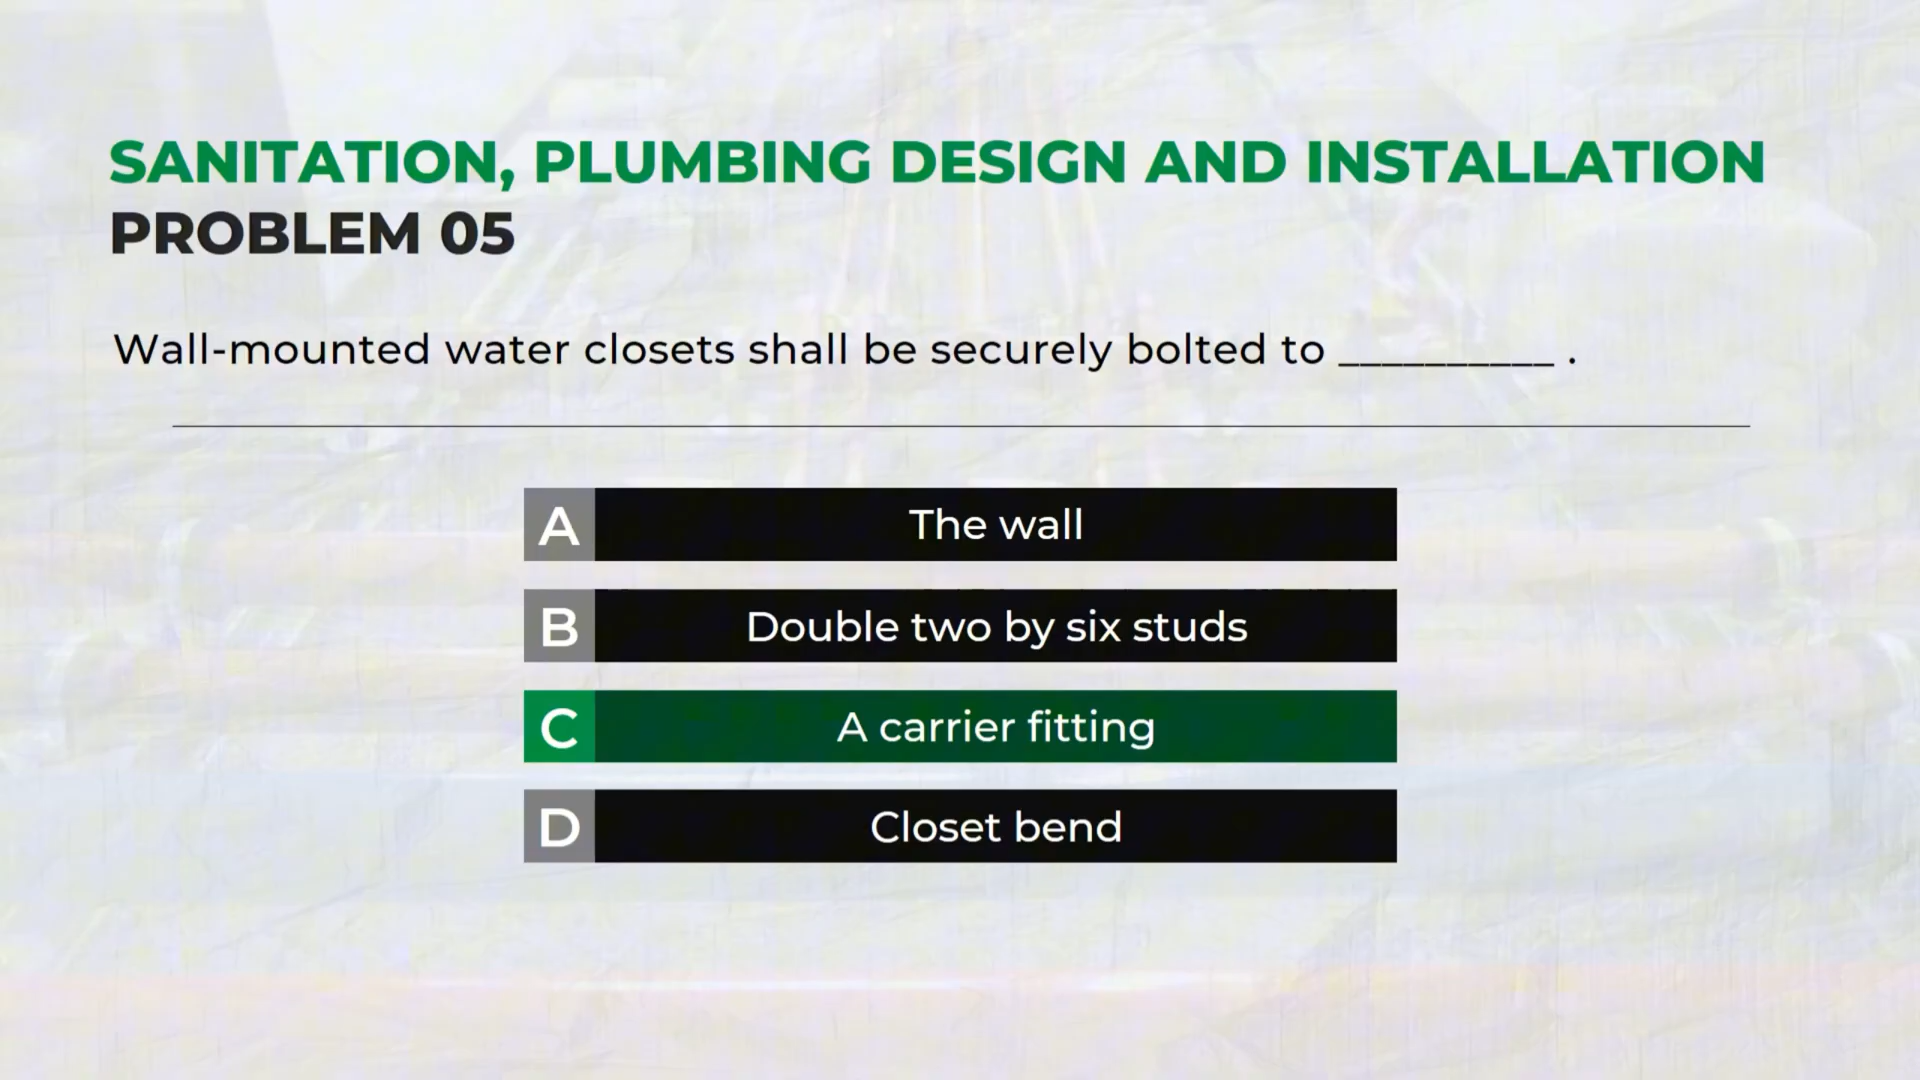 SANITATION, PLUMBING DESIGN AND INSTALLATION
PROBLEM 05
Wall-mounted water closets shall be securely bolted to __________ .
A The wall
B Double two by six studs
C A carrier fitting
D Closet bend